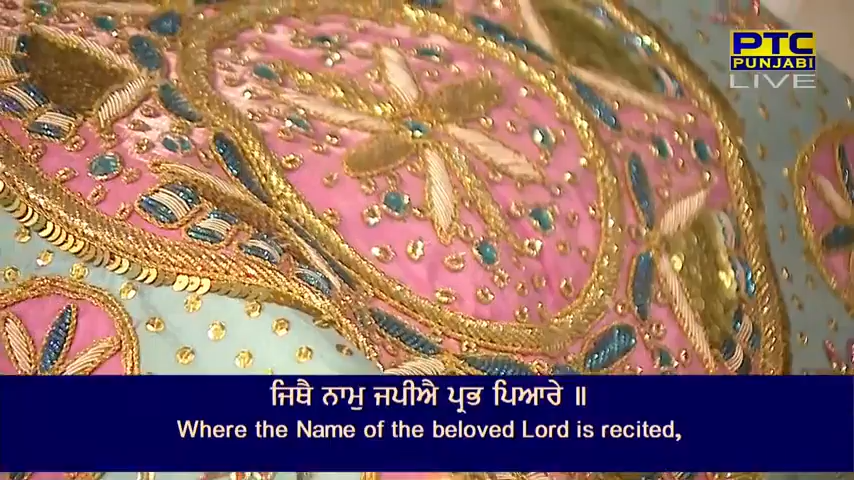 PTC
PUNJABI
LIVE
ਜਿਥੈ ਨਾਮੁ ਜਪੀਐ ਪ੍ਰਭ ਪਿਆਰੇ ॥
Where the Name of the beloved Lord is recited,